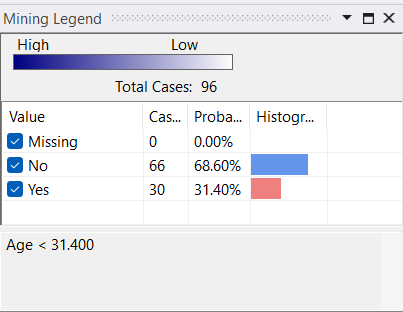 Mining Legend
High Low
Total Cases: 96
Value Cas... Proba... Histogr...
Missing 0 0.00%
No 66 68.60%
Yes 30 31.40%
Age < 31.400